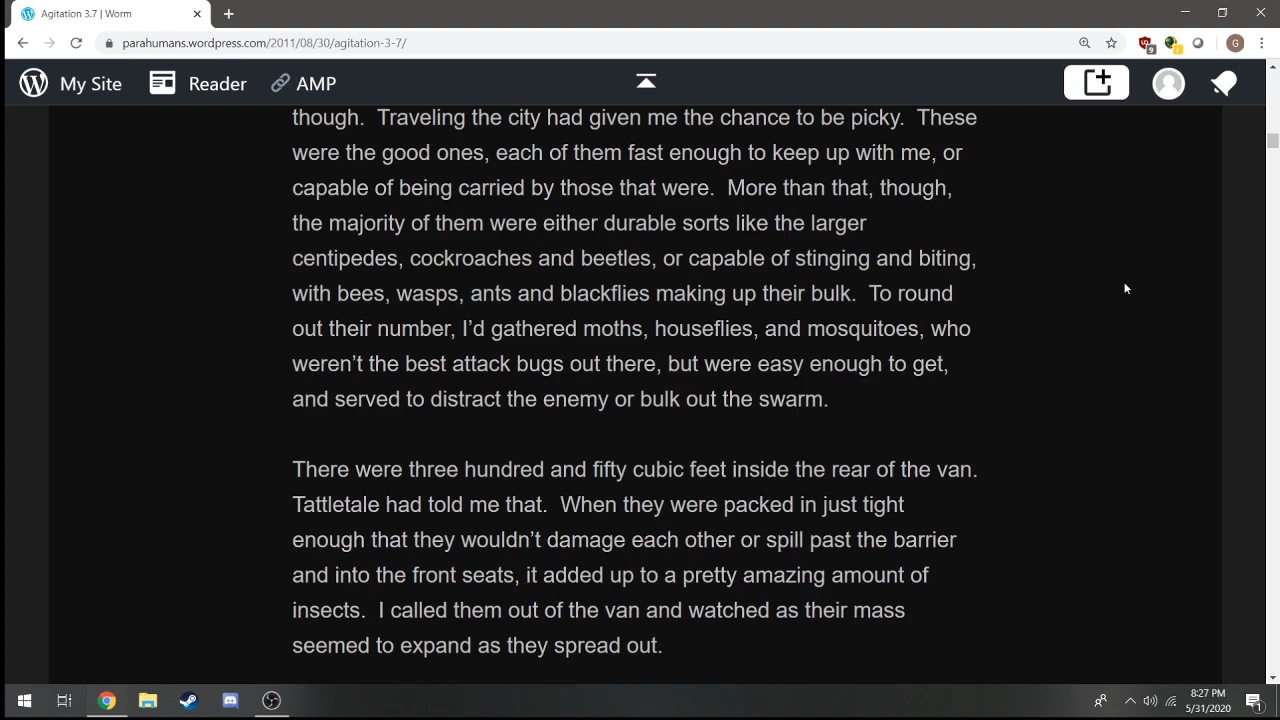 Agitation 3.7 | Worm
parahumans.wordpress.com/2011/08/30/agitation-3-7/
9
G
My Site
Reader
AMP
though.  Traveling the city had given me the chance to be picky.  These
were the good ones, each of them fast enough to keep up with me, or
capable of being carried by those that were.  More than that, though,
the majority of them were either durable sorts like the larger
centipedes, cockroaches and beetles, or capable of stinging and biting,
with bees, wasps, ants and blackflies making up their bulk.  To round
out their number, I’d gathered moths, houseflies, and mosquitoes, who
weren’t the best attack bugs out there, but were easy enough to get,
and served to distract the enemy or bulk out the swarm.
There were three hundred and fifty cubic feet inside the rear of the van.
Tattletale had told me that.  When they were packed in just tight
enough that they wouldn’t damage each other or spill past the barrier
and into the front seats, it added up to a pretty amazing amount of
insects.  I called them out of the van and watched as their mass
seemed to expand as they spread out.
8:27 PM
5/31/2020
1